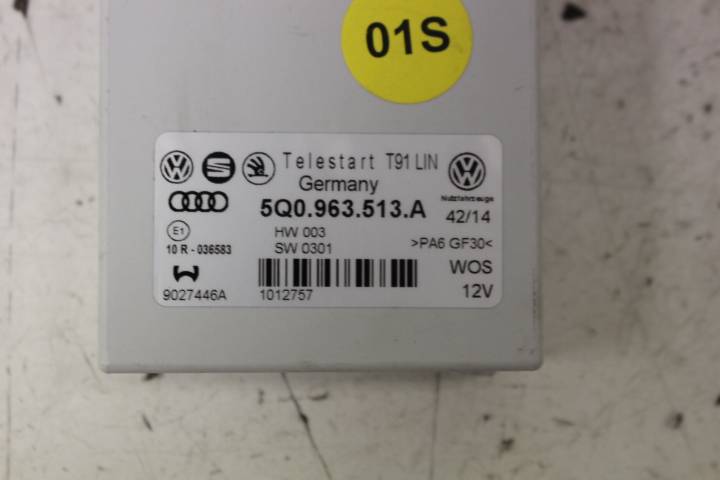 01S
Telestart T91 LIN
Germany
Nutzfahrzeuge
5Q0.963.513.A
42/14
E1
HW 003
10 R - 036583
SW 0301
>PA6 GF30<
WOS
9027446A
1012757
12V